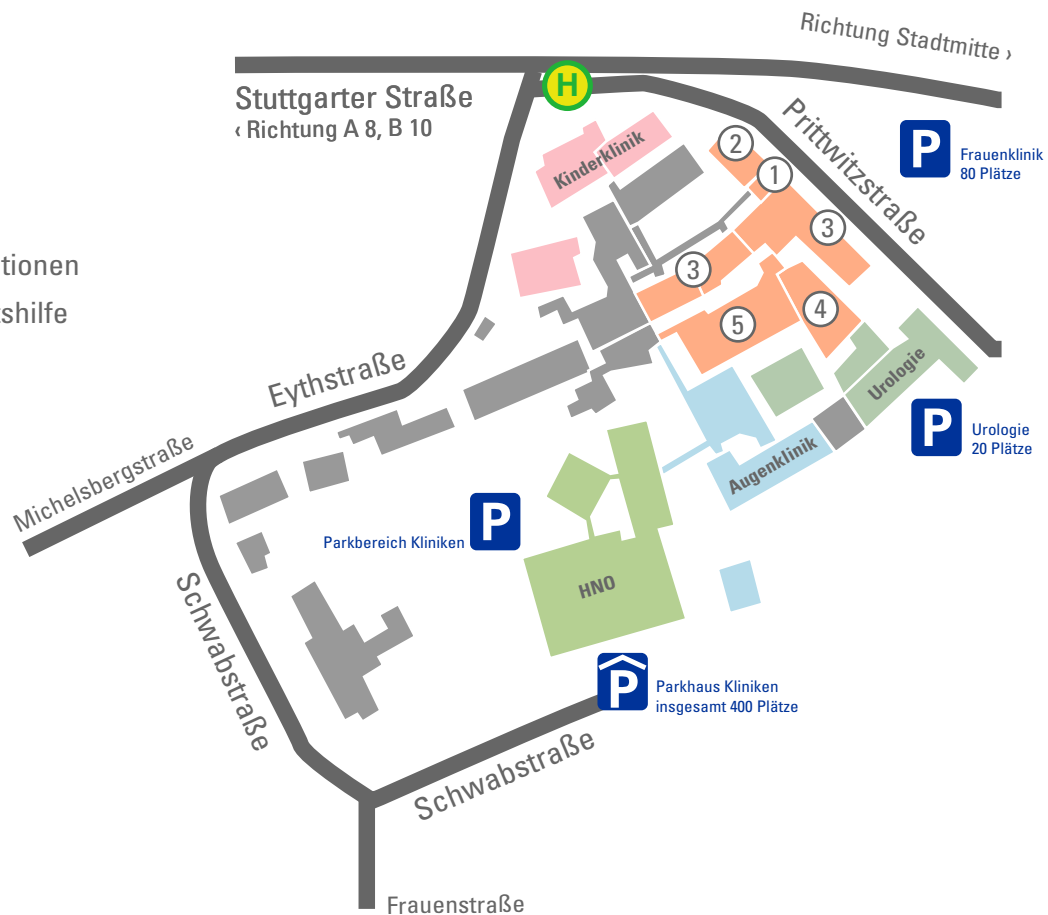 Richtung Stadtmitte ›
H
Stuttgarter Straße
‹ Richtung A 8, B 10
Prittwitzstraße
P
Frauenklinik
80 Plätze
Kinderklinik
2
1
3
3
4
5
tionen
tshilfe
Eythstraße
Urologie
P
Urologie
20 Plätze
Michelsbergstraße
Augenklinik
P
Parkbereich Kliniken
HNO
Schwabstraße
P
Parkhaus Kliniken
insgesamt 400 Plätze
Schwabstraße
Frauenstraße